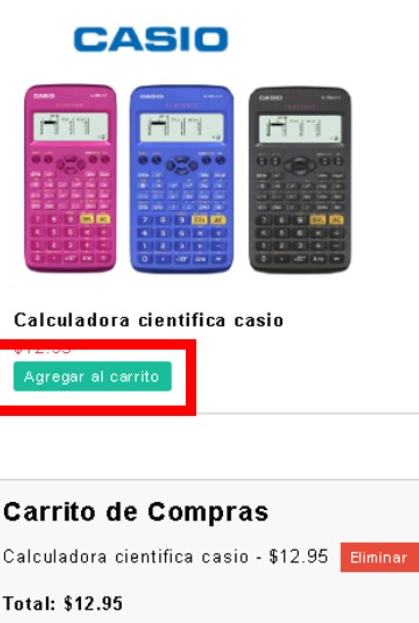 CASIO
Calculadora cientifica casio
Agregar al carrito
Carrito de Compras
Calculadora cientifica casio - $12.95 Eliminar
Total: $12.95